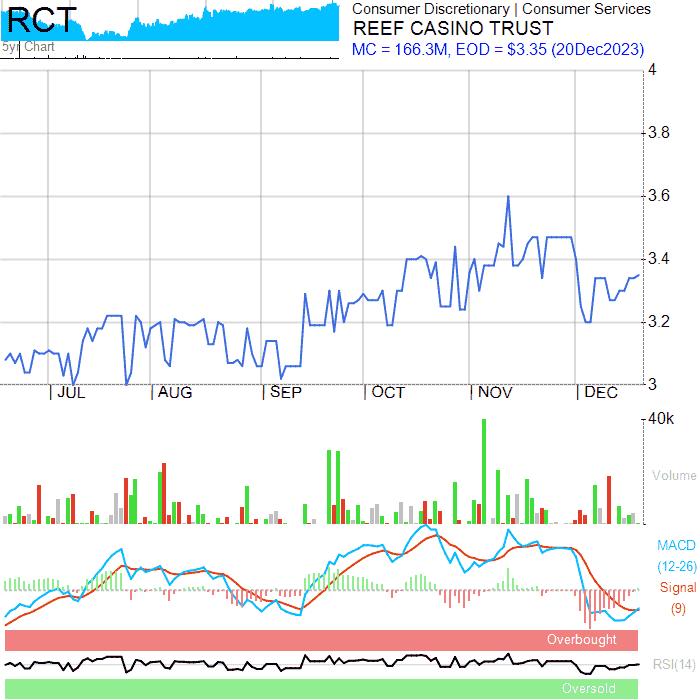 RCT
5yr Chart
Consumer Discretionary | Consumer Services
REEF CASINO TRUST
MC = 166.3M, EOD = $3.35 (20Dec2023)
4
3.8
3.6
3.4
3.2
3
| JUL | AUG | SEP | OCT | NOV | DEC
40k
Volume
MACD
(12-26)
Signal
(9)
Overbought
RSI(14)
Oversold